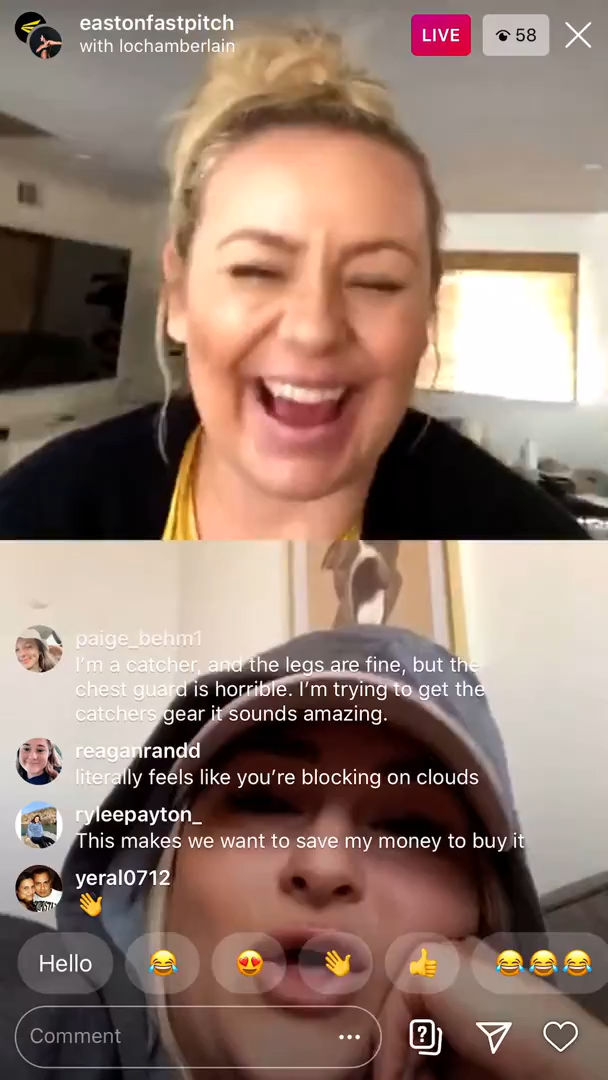 eastonfastpitch
with lochamberlain
LIVE
58
paige_behm1
I'm a catcher, and the legs are fine, but the
chest guard is horrible. I'm trying to get the
catchers gear it sounds amazing.
reaganrandd
literally feels like you're blocking on clouds
ryleepayton_
This makes we want to save my money to buy it
yeral0712
👋
Hello 😂 😍 👋 👍 😂😂😂
Comment